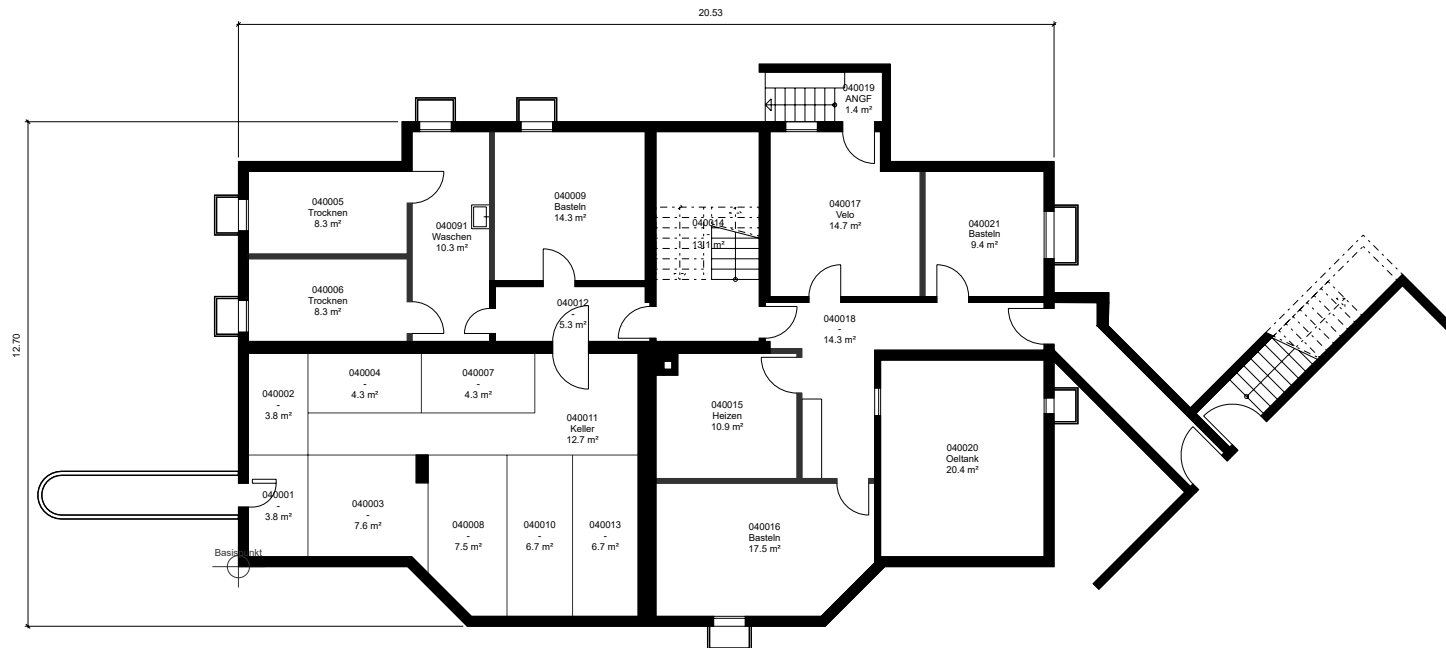 20.53
12.70
040019
ANGF
1.4 m²
040005
Trocknen
8.3 m²
040091
Waschen
10.3 m²
040009
Basteln
14.3 m²
040014
-
13.1 m²
040017
Velo
14.7 m²
040021
Basteln
9.4 m²
040006
Trocknen
8.3 m²
040012
-
5.3 m²
040018
-
14.3 m²
040002
-
3.8 m²
040004
-
4.3 m²
040007
-
4.3 m²
040011
Keller
12.7 m²
040015
Heizen
10.9 m²
040020
Oeltank
20.4 m²
040001
-
3.8 m²
040003
-
7.6 m²
040008
-
7.5 m²
040010
-
6.7 m²
040013
-
6.7 m²
040016
Basteln
17.5 m²
Basispunkt